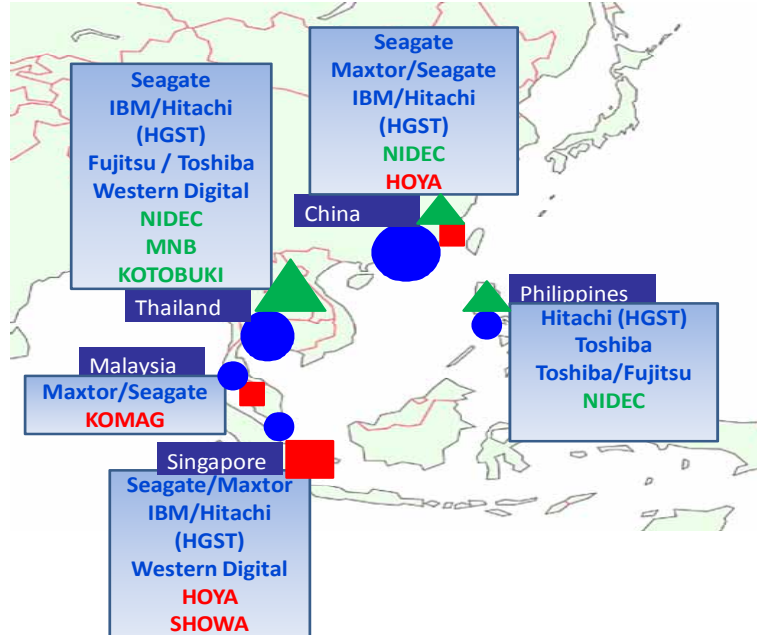 Seagate
Maxtor/Seagate
IBM/Hitachi
(HGST)
NIDEC
HOYA
China
Seagate
IBM/Hitachi
(HGST)
Fujitsu / Toshiba
Western Digital
NIDEC
MNB
KOTOBUKI
Thailand
Philippines
Hitachi (HGST)
Toshiba
Toshiba/Fujitsu
NIDEC
Malaysia
Maxtor/Seagate
KOMAG
Singapore
Seagate/Maxtor
IBM/Hitachi
(HGST)
Western Digital
HOYA
SHOWA